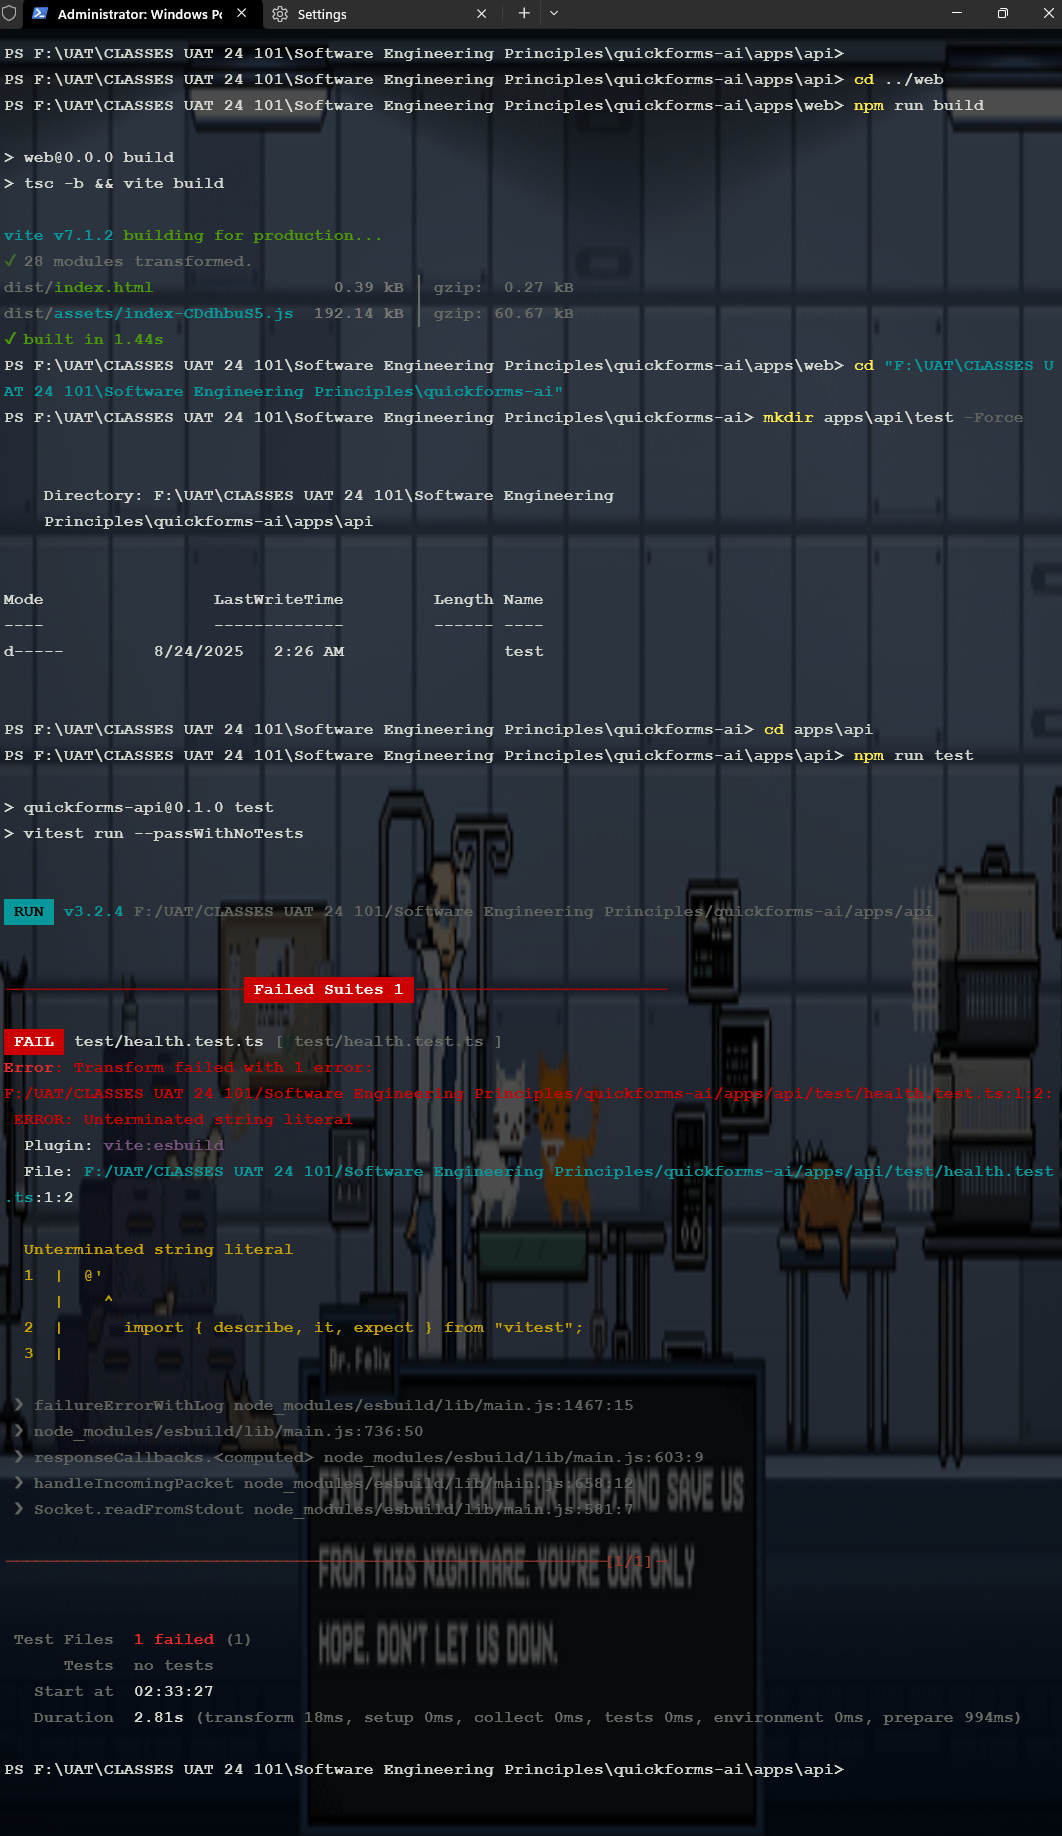 Administrator: Windows Po
Settings
PS F:\UAT\CLASSES UAT 24 101\Software Engineering Principles\quickforms-ai\apps\api>
PS F:\UAT\CLASSES UAT 24 101\Software Engineering Principles\quickforms-ai\apps\api> cd ../web
PS F:\UAT\CLASSES UAT 24 101\Software Engineering Principles\quickforms-ai\apps\web> npm run build
> web@0.0.0 build
> tsc -b && vite build
vite v7.1.2 building for production...
✓ 28 modules transformed.
dist/index.html 0.39 kB │ gzip: 0.27 kB
dist/assets/index-CDdhbuS5.js 192.14 kB │ gzip: 60.67 kB
✓ built in 1.44s
PS F:\UAT\CLASSES UAT 24 101\Software Engineering Principles\quickforms-ai\apps\web> cd "F:\UAT\CLASSES U
AT 24 101\Software Engineering Principles\quickforms-ai"
PS F:\UAT\CLASSES UAT 24 101\Software Engineering Principles\quickforms-ai> mkdir apps\api\test -Force
Directory: F:\UAT\CLASSES UAT 24 101\Software Engineering
Principles\quickforms-ai\apps\api
Mode LastWriteTime Length Name
---- ------------- ------ ----
d----- 8/24/2025 2:26 AM test
PS F:\UAT\CLASSES UAT 24 101\Software Engineering Principles\quickforms-ai> cd apps\api
PS F:\UAT\CLASSES UAT 24 101\Software Engineering Principles\quickforms-ai\apps\api> npm run test
> quickforms-api@0.1.0 test
> vitest run --passWithNoTests
RUN v3.2.4 F:/UAT/CLASSES UAT 24 101/Software Engineering Principles/quickforms-ai/apps/api
Failed Suites 1
FAIL test/health.test.ts [ test/health.test.ts ]
Error: Transform failed with 1 error:
F:/UAT/CLASSES UAT 24 101/Software Engineering Principles/quickforms-ai/apps/api/test/health.test.ts:1:2:
ERROR: Unterminated string literal
Plugin: vite:esbuild
File: F:/UAT/CLASSES UAT 24 101/Software Engineering Principles/quickforms-ai/apps/api/test/health.test
.ts:1:2
Unterminated string literal
1 | @'
| ^
2 | import { describe, it, expect } from "vitest";
3 |
Dr.Felix
❯ failureErrorWithLog node_modules/esbuild/lib/main.js:1467:15
❯ node_modules/esbuild/lib/main.js:736:50
❯ responseCallbacks.<computed> node_modules/esbuild/lib/main.js:603:9
❯ handleIncomingPacket node_modules/esbuild/lib/main.js:658:12
AND SAVE US
❯ Socket.readFromStdout node_modules/esbuild/lib/main.js:581:7
[1/1]
FROM THIS NIGHTMARE. YOU'RE OUR ONLY
HOPE. DON'T LET US DOWN.
Test Files 1 failed (1)
Tests no tests
Start at 02:33:27
Duration 2.81s (transform 18ms, setup 0ms, collect 0ms, tests 0ms, environment 0ms, prepare 994ms)
PS F:\UAT\CLASSES UAT 24 101\Software Engineering Principles\quickforms-ai\apps\api>